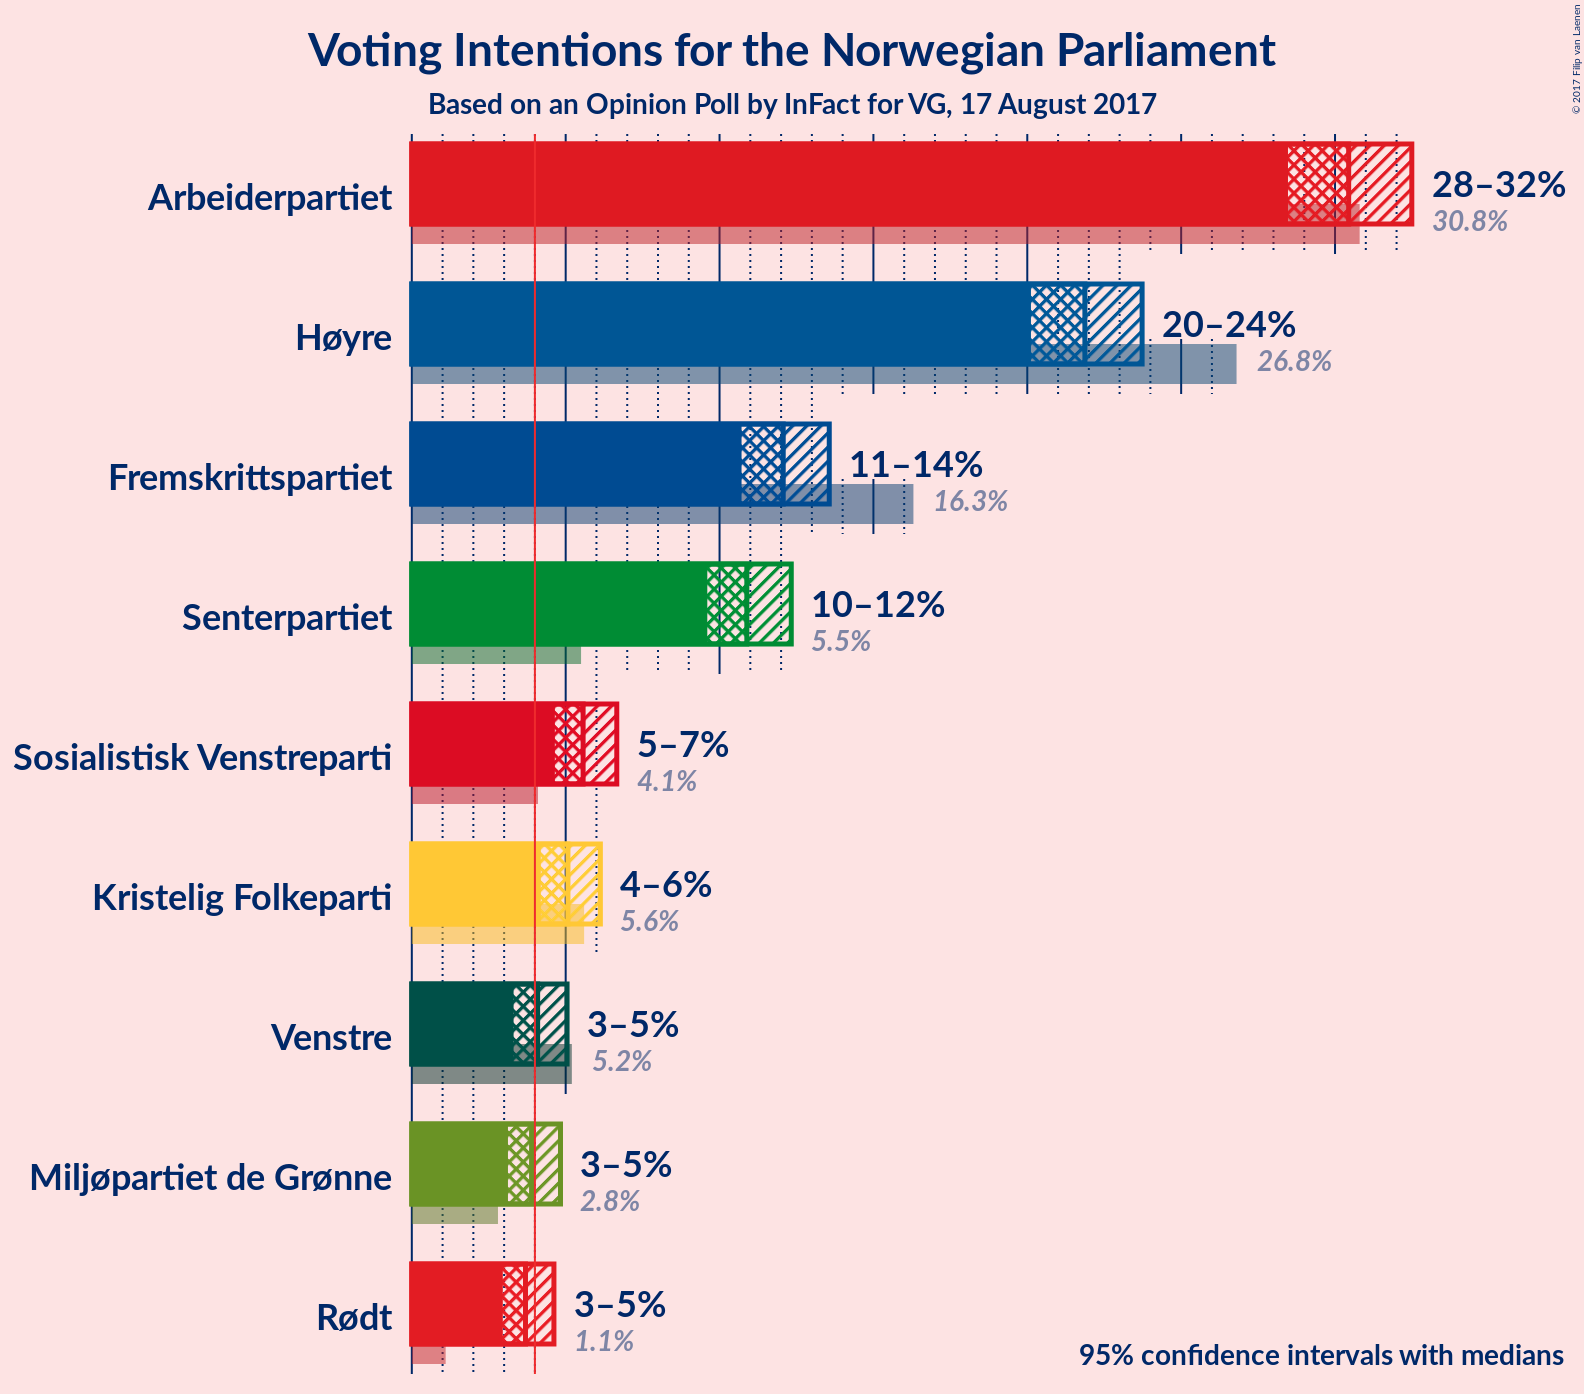 Voting Intentions for the Norwegian Parliament
Based on an Opinion Poll by InFact for VG, 17 August 2017
© 2017 Filip van Laenen
Arbeiderpartiet
28–32%
30.8%
Høyre
20–24%
26.8%
Fremskrittspartiet
11–14%
16.3%
Senterpartiet
10–12%
5.5%
Sosialistisk Venstreparti
5–7%
4.1%
Kristelig Folkeparti
4–6%
5.6%
Venstre
3–5%
5.2%
Miljøpartiet de Grønne
3–5%
2.8%
Rødt
3–5%
1.1%
95% confidence intervals with medians